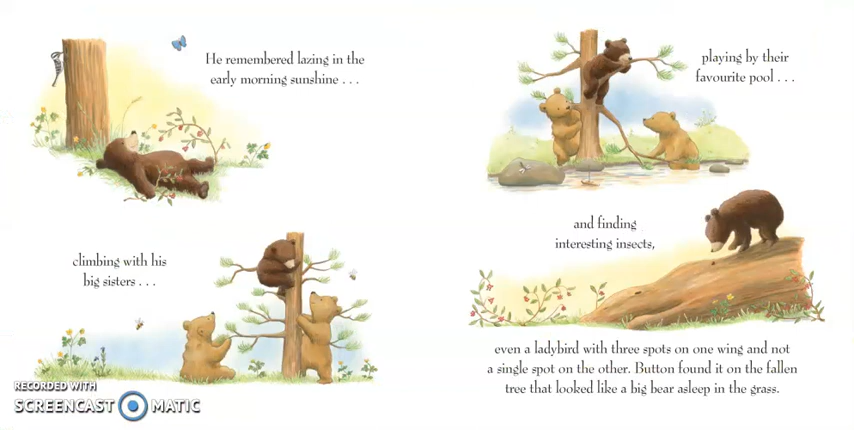 He remembered lazing in the
early morning sunshine . . .
climbing with his
big sisters . . .
playing by their
favourite pool . . .
and finding
interesting insects,
even a ladybird with three spots on one wing and not
a single spot on the other. Button found it on the fallen
tree that looked like a big bear asleep in the grass.
RECORDED WITH
SCREENCAST MATIC